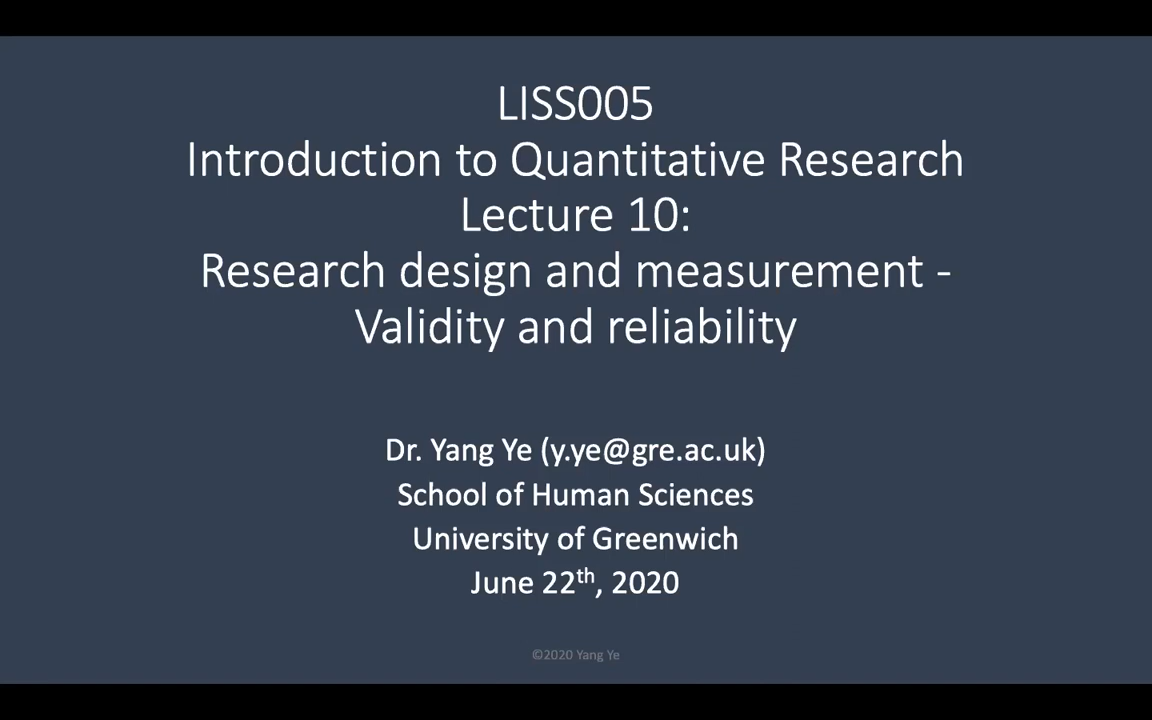 LISS005
Introduction to Quantitative Research
Lecture 10:
Research design and measurement -
Validity and reliability
Dr. Yang Ye (y.ye@gre.ac.uk)
School of Human Sciences
University of Greenwich
June 22th, 2020
©2020 Yang Ye